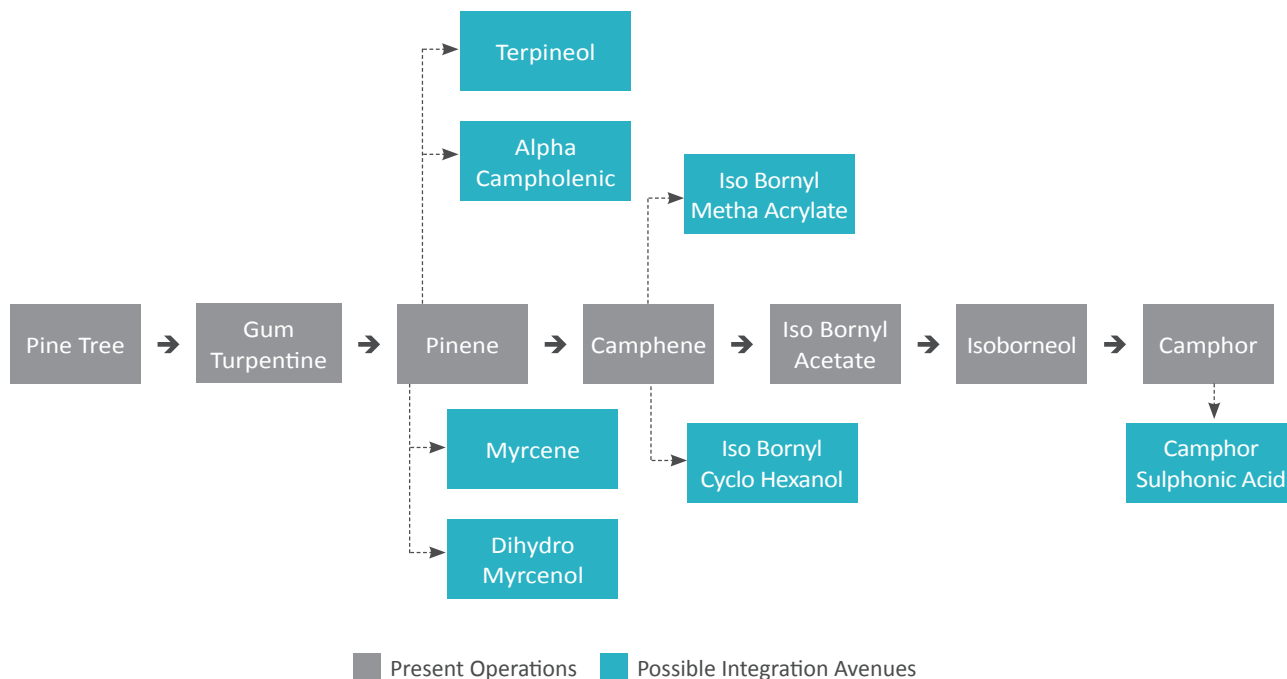 Terpineol
Alpha
Campholenic
Iso Bornyl
Metha Acrylate
Pine Tree
Gum
Turpentine
Pinene
Camphene
Iso Bornyl
Acetate
Isoborneol
Camphor
Myrcene
Iso Bornyl
Cyclo Hexanol
Camphor
Sulphonic Acid
Dihydro
Myrcenol
Present Operations
Possible Integration Avenues